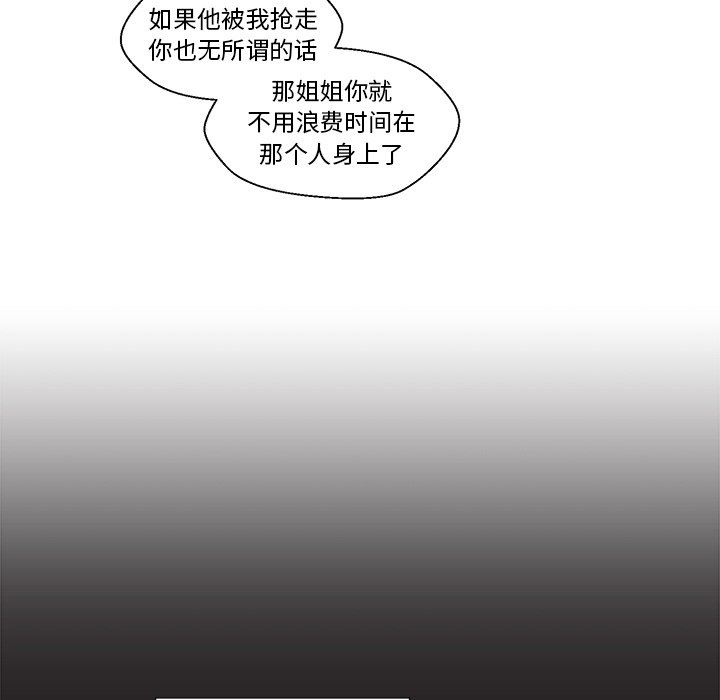 如果他被我抢走
你也无所谓的话
那姐姐你就
不用浪费时间在
那个人身上了